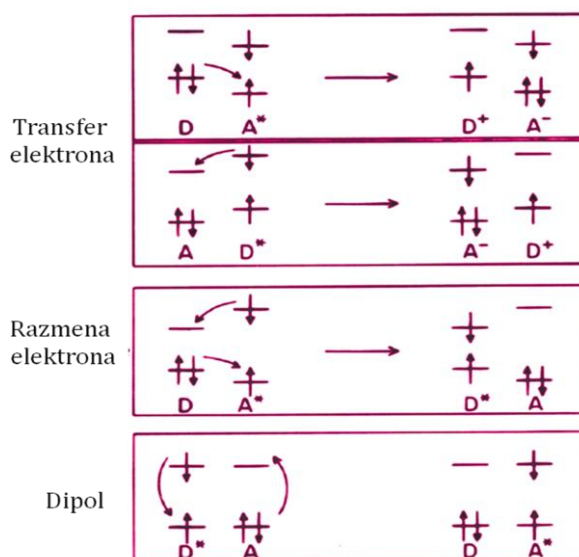 D A* D+ A−
Transfer
elektrona
A D* A− D+
Razmena
elektrona
D A* D* A
Dipol
D* A D A*